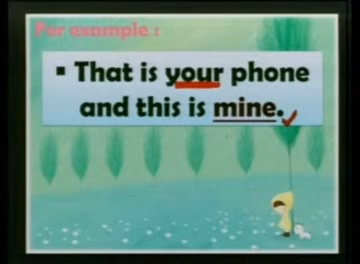 For example :
▪ That is your phone
and this is mine.